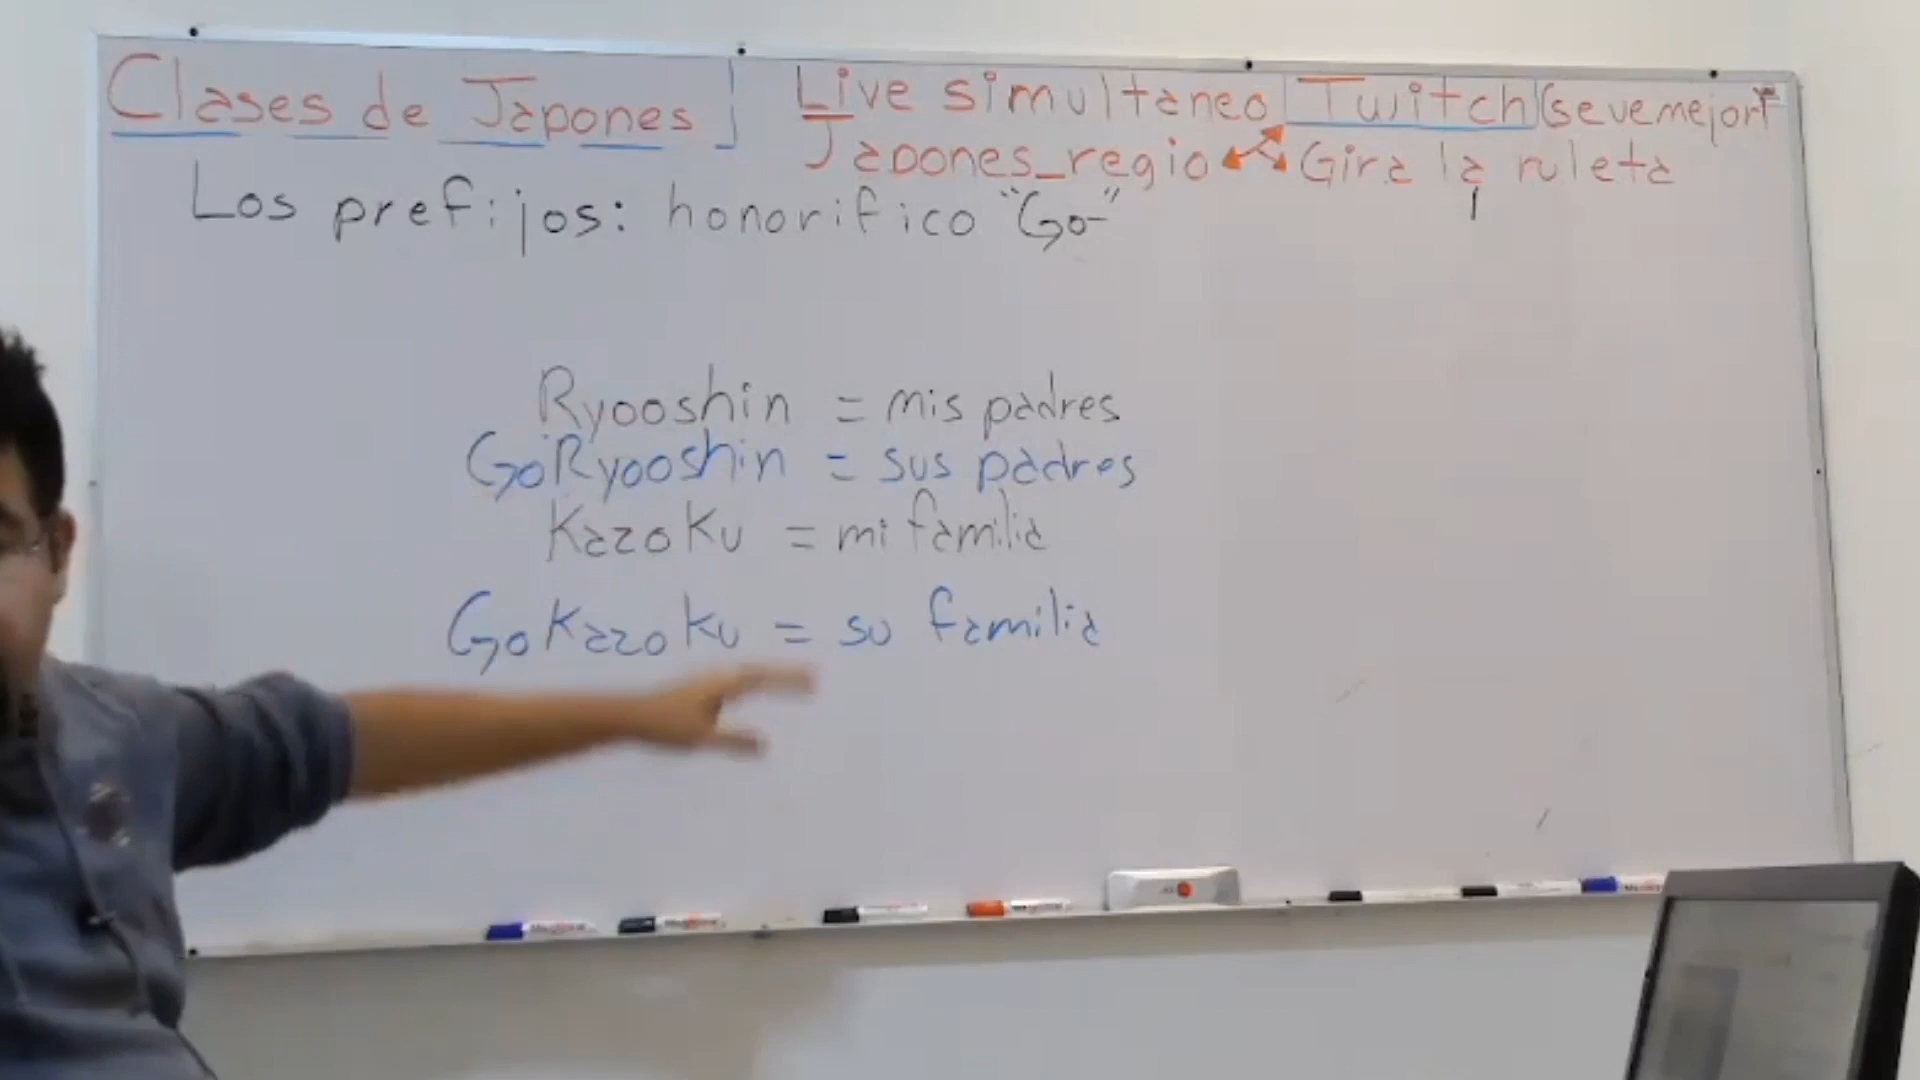 Clases de Japones
Live simultaneo Twitch (se ve mejor)
Japones_regio Gira la ruleta
Los prefijos: honorifico "Go-"
Ryooshin = mis padres
GoRyooshin = sus padres
Kazoku = mi familia
GoKazoku = su familia